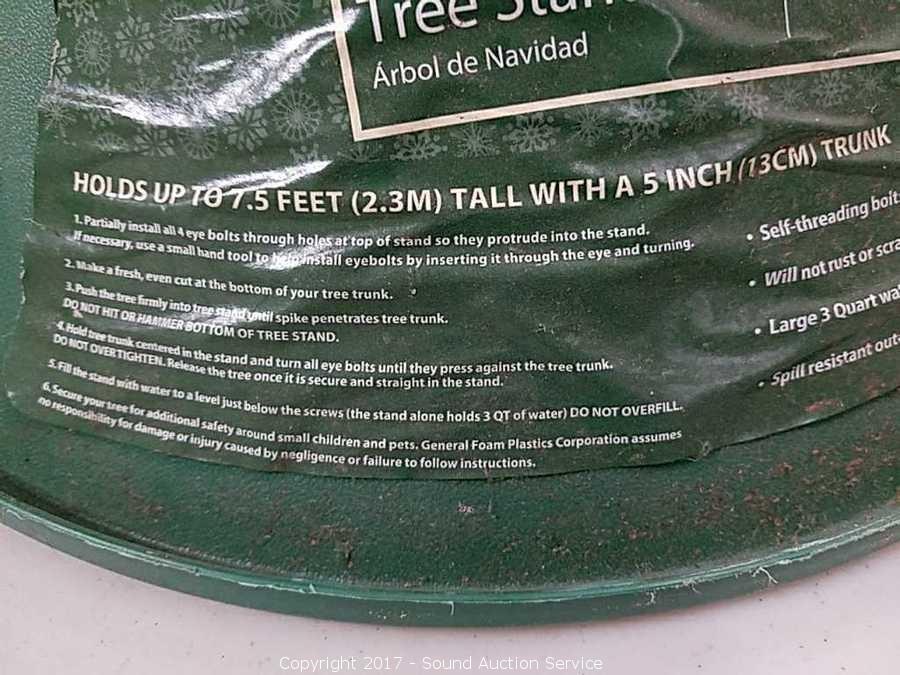 Tree
Árbol de Navidad
HOLDS UP TO 7.5 FEET (2.3M) TALL WITH A 5 INCH (13CM) TRUNK
1. Partially install all 4 eye bolts through holes at top of stand so they protrude into the stand.
If necessary, use a small hand tool to help install eyebolts by inserting it through the eye and turning.
2. Make a fresh, even cut at the bottom of your tree trunk.
3. Push the tree firmly into tree stand until spike penetrates tree trunk.
DO NOT HIT OR HAMMER BOTTOM OF TREE STAND.
4. Hold tree trunk centered in the stand and turn all eye bolts until they press against the tree trunk.
DO NOT OVER TIGHTEN. Release the tree once it is secure and straight in the stand.
5. Fill the stand with water to a level just below the screws (the stand alone holds 3 QT of water) DO NOT OVERFILL.
6. Secure your tree for additional safety around small children and pets. General Foam Plastics Corporation assumes
no responsibility for damage or injury caused by negligence or failure to follow instructions.
• Self-threading
• Will not rust or
• Large 3 Quart
• Spill resistant
Copyright 2017 - Sound Auction Service